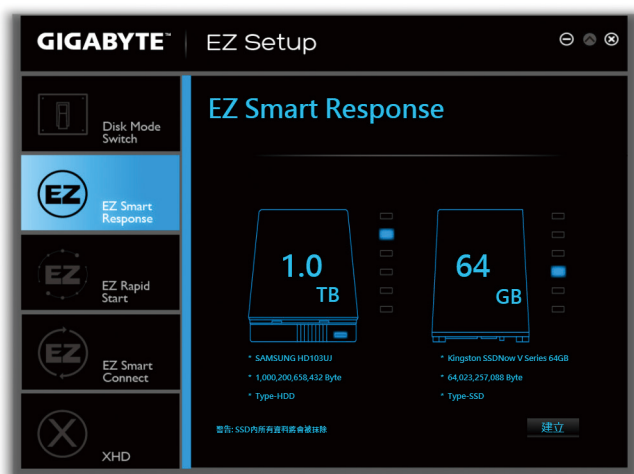 GIGABYTE™ EZ Setup
Disk Mode
Switch
EZ
EZ Smart
Response
EZ
EZ Rapid
Start
EZ
EZ Smart
Connect
XHD
EZ Smart Response
1.0
TB
64
GB
* SAMSUNG HD103UJ
* 1,000,200,658,432 Byte
* Type-HDD
* Kingston SSDNow V Series 64GB
* 64,023,257,088 Byte
* Type-SSD
警告: SSD內所有資料將會被抹除
建立